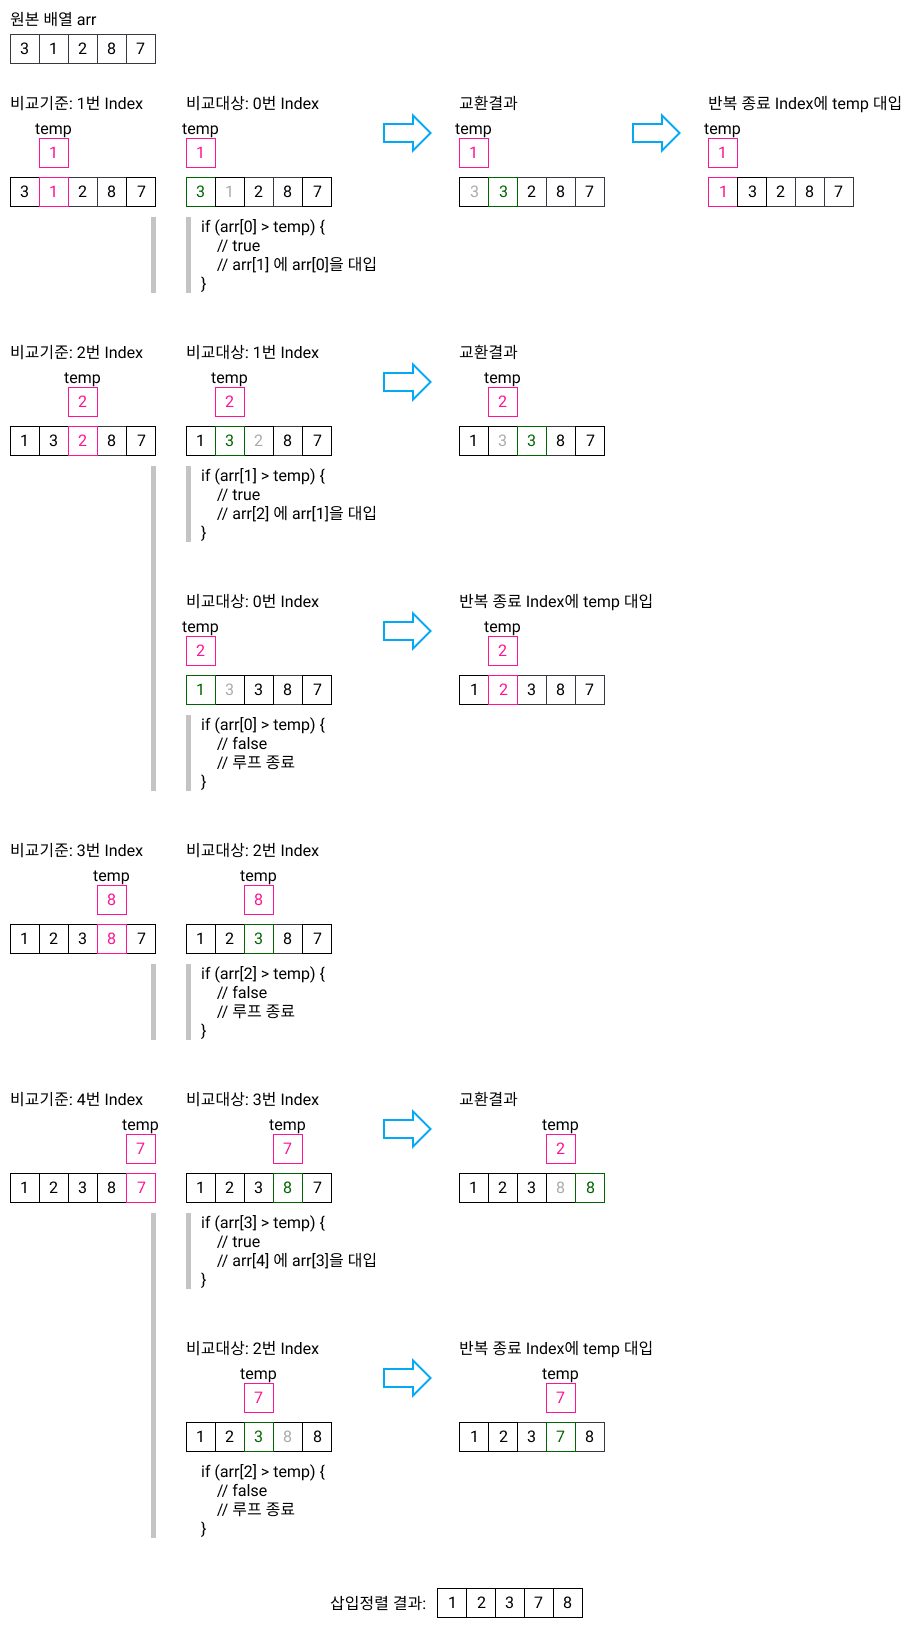 원본 배열 arr
3 1 2 8 7
비교기준: 1번 Index
temp
1
3 1 2 8 7
비교대상: 0번 Index
temp
1
3 1 2 8 7
if (arr[0] > temp) {
// true
// arr[1] 에 arr[0]을 대입
}
교환결과
temp
1
3 3 2 8 7
반복 종료 Index에 temp 대입
temp
1
1 3 2 8 7
비교기준: 2번 Index
temp
2
1 3 2 8 7
비교대상: 1번 Index
temp
2
1 3 2 8 7
if (arr[1] > temp) {
// true
// arr[2] 에 arr[1]을 대입
}
교환결과
temp
2
1 3 3 8 7
비교대상: 0번 Index
temp
2
1 3 3 8 7
if (arr[0] > temp) {
// false
// 루프 종료
}
반복 종료 Index에 temp 대입
temp
2
1 2 3 8 7
비교기준: 3번 Index
temp
8
1 2 3 8 7
비교대상: 2번 Index
temp
8
1 2 3 8 7
if (arr[2] > temp) {
// false
// 루프 종료
}
비교기준: 4번 Index
temp
7
1 2 3 8 7
비교대상: 3번 Index
temp
7
1 2 3 8 7
if (arr[3] > temp) {
// true
// arr[4] 에 arr[3]을 대입
}
교환결과
temp
2
1 2 3 8 8
비교대상: 2번 Index
temp
7
1 2 3 8 8
if (arr[2] > temp) {
// false
// 루프 종료
}
반복 종료 Index에 temp 대입
temp
7
1 2 3 7 8
삽입정렬 결과: 1 2 3 7 8